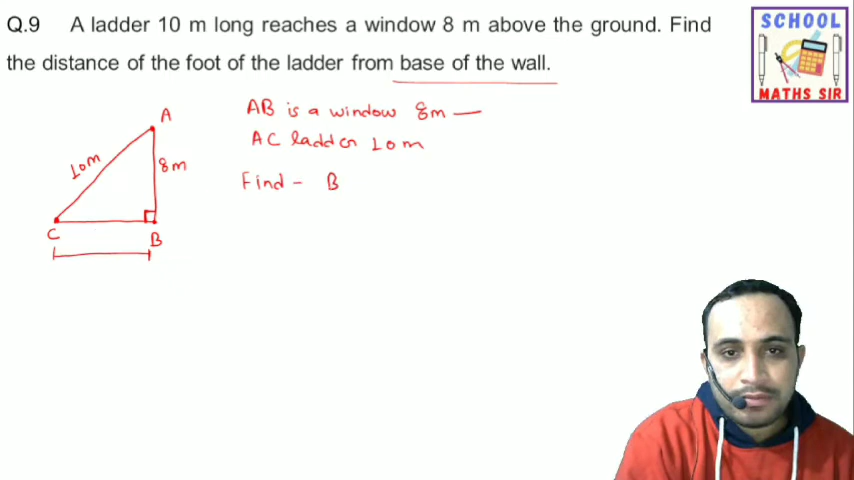 Q.9 A ladder 10 m long reaches a window 8 m above the ground. Find
the distance of the foot of the ladder from base of the wall.
SCHOOL
MATHS SIR
A
10m
8m
C
B
AB is a window 8m —
AC ladder 10m
Find - B